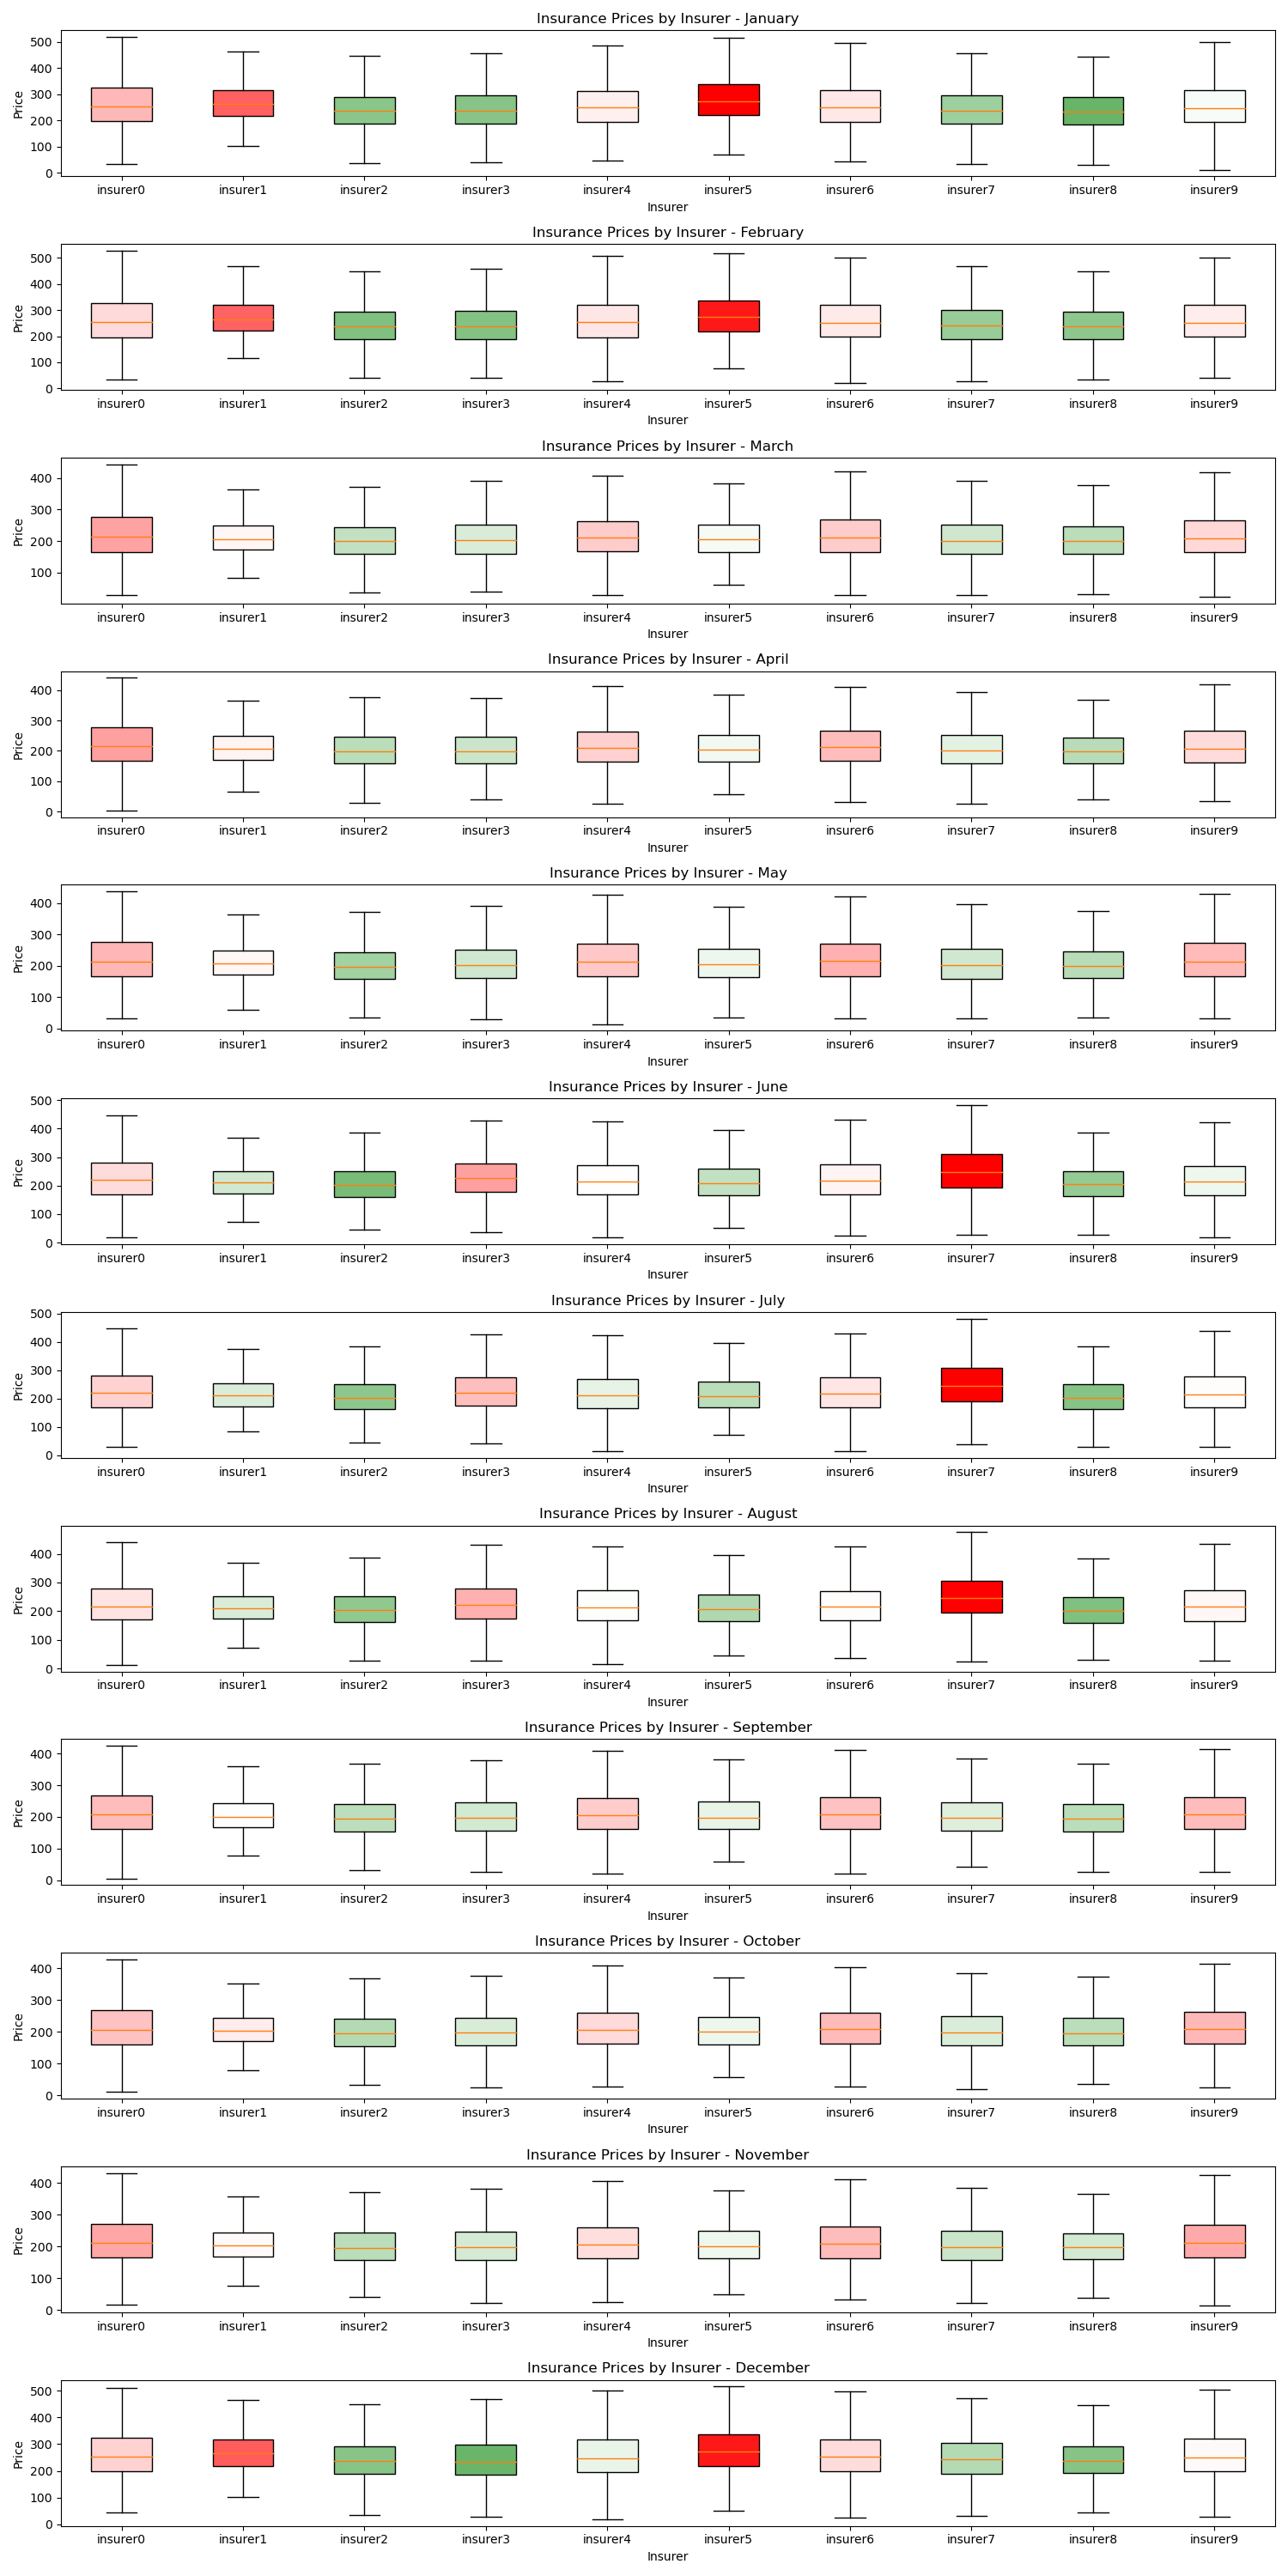 Insurance Prices by Insurer - January
500
400
300
200
100
0
Price
insurer0 insurer1 insurer2 insurer3 insurer4 insurer5 insurer6 insurer7 insurer8 insurer9
Insurer
Insurance Prices by Insurer - February
500
400
300
200
100
0
Price
insurer0 insurer1 insurer2 insurer3 insurer4 insurer5 insurer6 insurer7 insurer8 insurer9
Insurer
Insurance Prices by Insurer - March
400
300
200
100
Price
insurer0 insurer1 insurer2 insurer3 insurer4 insurer5 insurer6 insurer7 insurer8 insurer9
Insurer
Insurance Prices by Insurer - April
400
300
200
100
0
Price
insurer0 insurer1 insurer2 insurer3 insurer4 insurer5 insurer6 insurer7 insurer8 insurer9
Insurer
Insurance Prices by Insurer - May
400
300
200
100
0
Price
insurer0 insurer1 insurer2 insurer3 insurer4 insurer5 insurer6 insurer7 insurer8 insurer9
Insurer
Insurance Prices by Insurer - June
500
400
300
200
100
0
Price
insurer0 insurer1 insurer2 insurer3 insurer4 insurer5 insurer6 insurer7 insurer8 insurer9
Insurer
Insurance Prices by Insurer - July
500
400
300
200
100
0
Price
insurer0 insurer1 insurer2 insurer3 insurer4 insurer5 insurer6 insurer7 insurer8 insurer9
Insurer
Insurance Prices by Insurer - August
400
300
200
100
0
Price
insurer0 insurer1 insurer2 insurer3 insurer4 insurer5 insurer6 insurer7 insurer8 insurer9
Insurer
Insurance Prices by Insurer - September
400
300
200
100
0
Price
insurer0 insurer1 insurer2 insurer3 insurer4 insurer5 insurer6 insurer7 insurer8 insurer9
Insurer
Insurance Prices by Insurer - October
400
300
200
100
0
Price
insurer0 insurer1 insurer2 insurer3 insurer4 insurer5 insurer6 insurer7 insurer8 insurer9
Insurer
Insurance Prices by Insurer - November
400
300
200
100
0
Price
insurer0 insurer1 insurer2 insurer3 insurer4 insurer5 insurer6 insurer7 insurer8 insurer9
Insurer
Insurance Prices by Insurer - December
500
400
300
200
100
0
Price
insurer0 insurer1 insurer2 insurer3 insurer4 insurer5 insurer6 insurer7 insurer8 insurer9
Insurer